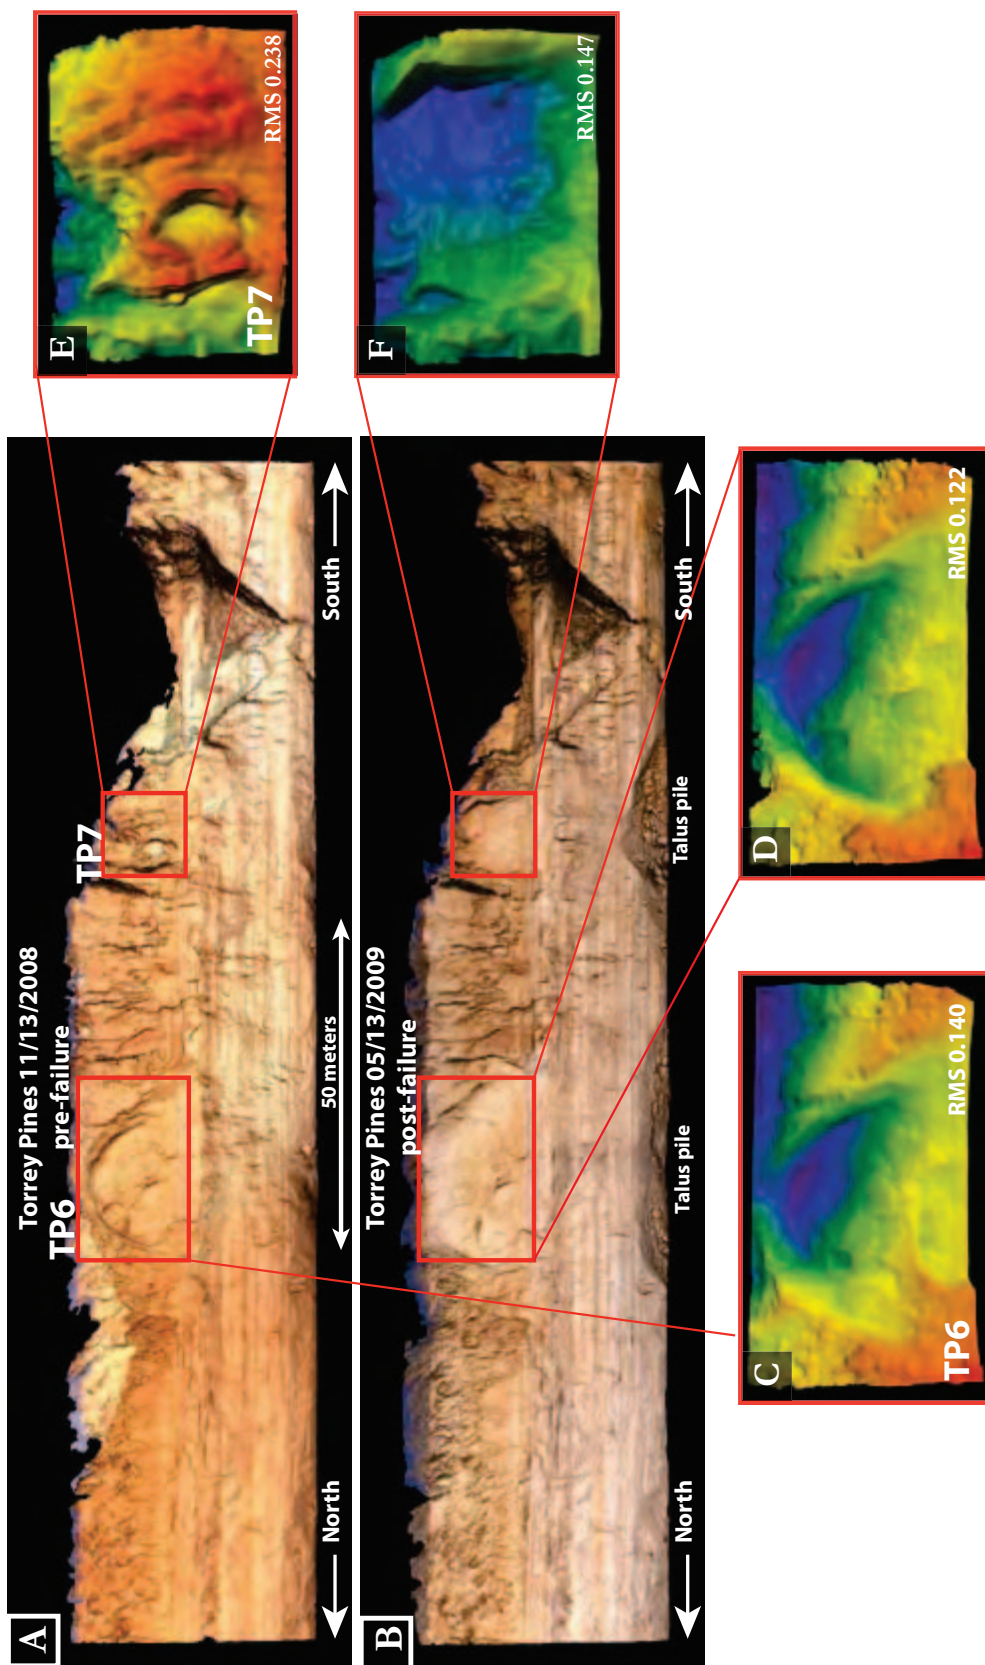 A
Torrey Pines 11/13/2008
pre-failure
TP6
TP7
50 meters
North
South
B
Torrey Pines 05/13/2009
post-failure
Talus pile
Talus pile
North
South
C
TP6
RMS 0.140
D
RMS 0.122
E
TP7
RMS 0.238
F
RMS 0.147